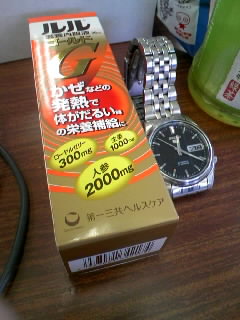 ルル
滋養内服液
ゴールド
G
かぜなどの
発熱で
体がだるい時
の栄養補給に
ローヤルゼリー
300mg
1000mg
人参
2000mg
第一三共ヘルスケア
SEIKO